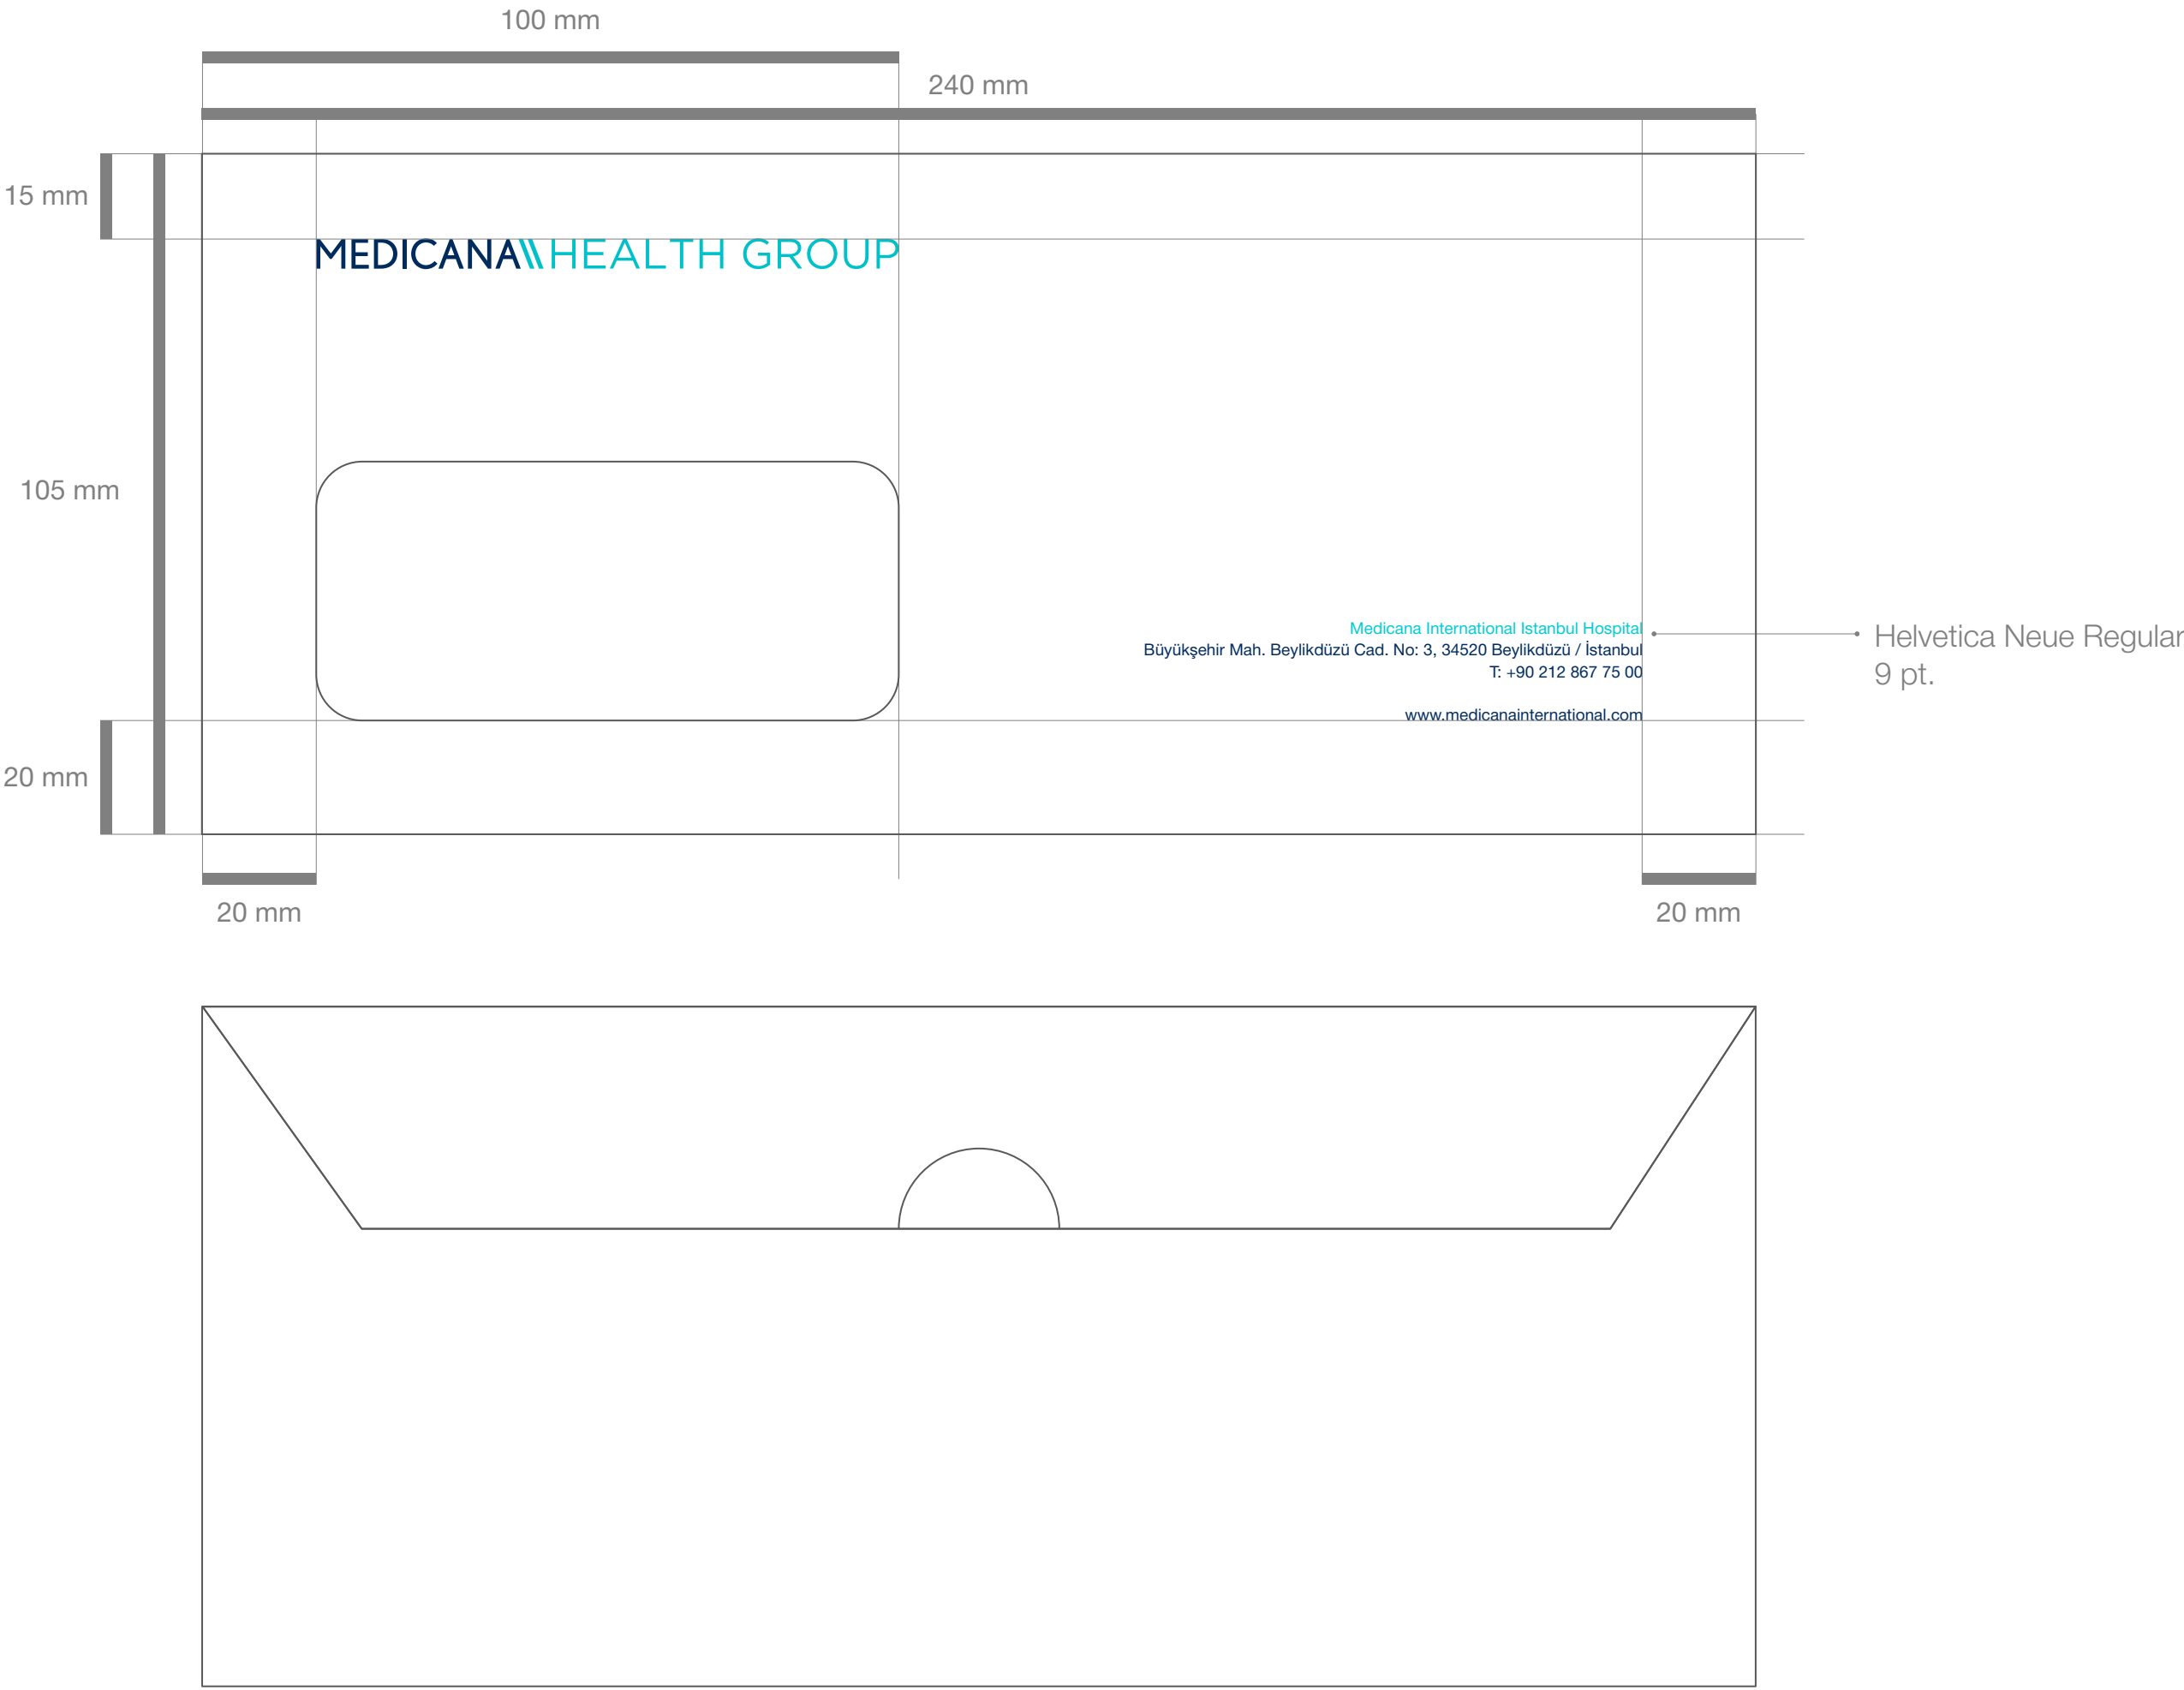 100 mm
240 mm
15 mm
MEDICANA\\HEALTH GROUP
105 mm
Medicana International Istanbul Hospital
Büyükşehir Mah. Beylikdüzü Cad. No: 3, 34520 Beylikdüzü / İstanbul
T: +90 212 867 75 00
www.medicanainternational.com
Helvetica Neue Regular
9 pt.
20 mm
20 mm
20 mm